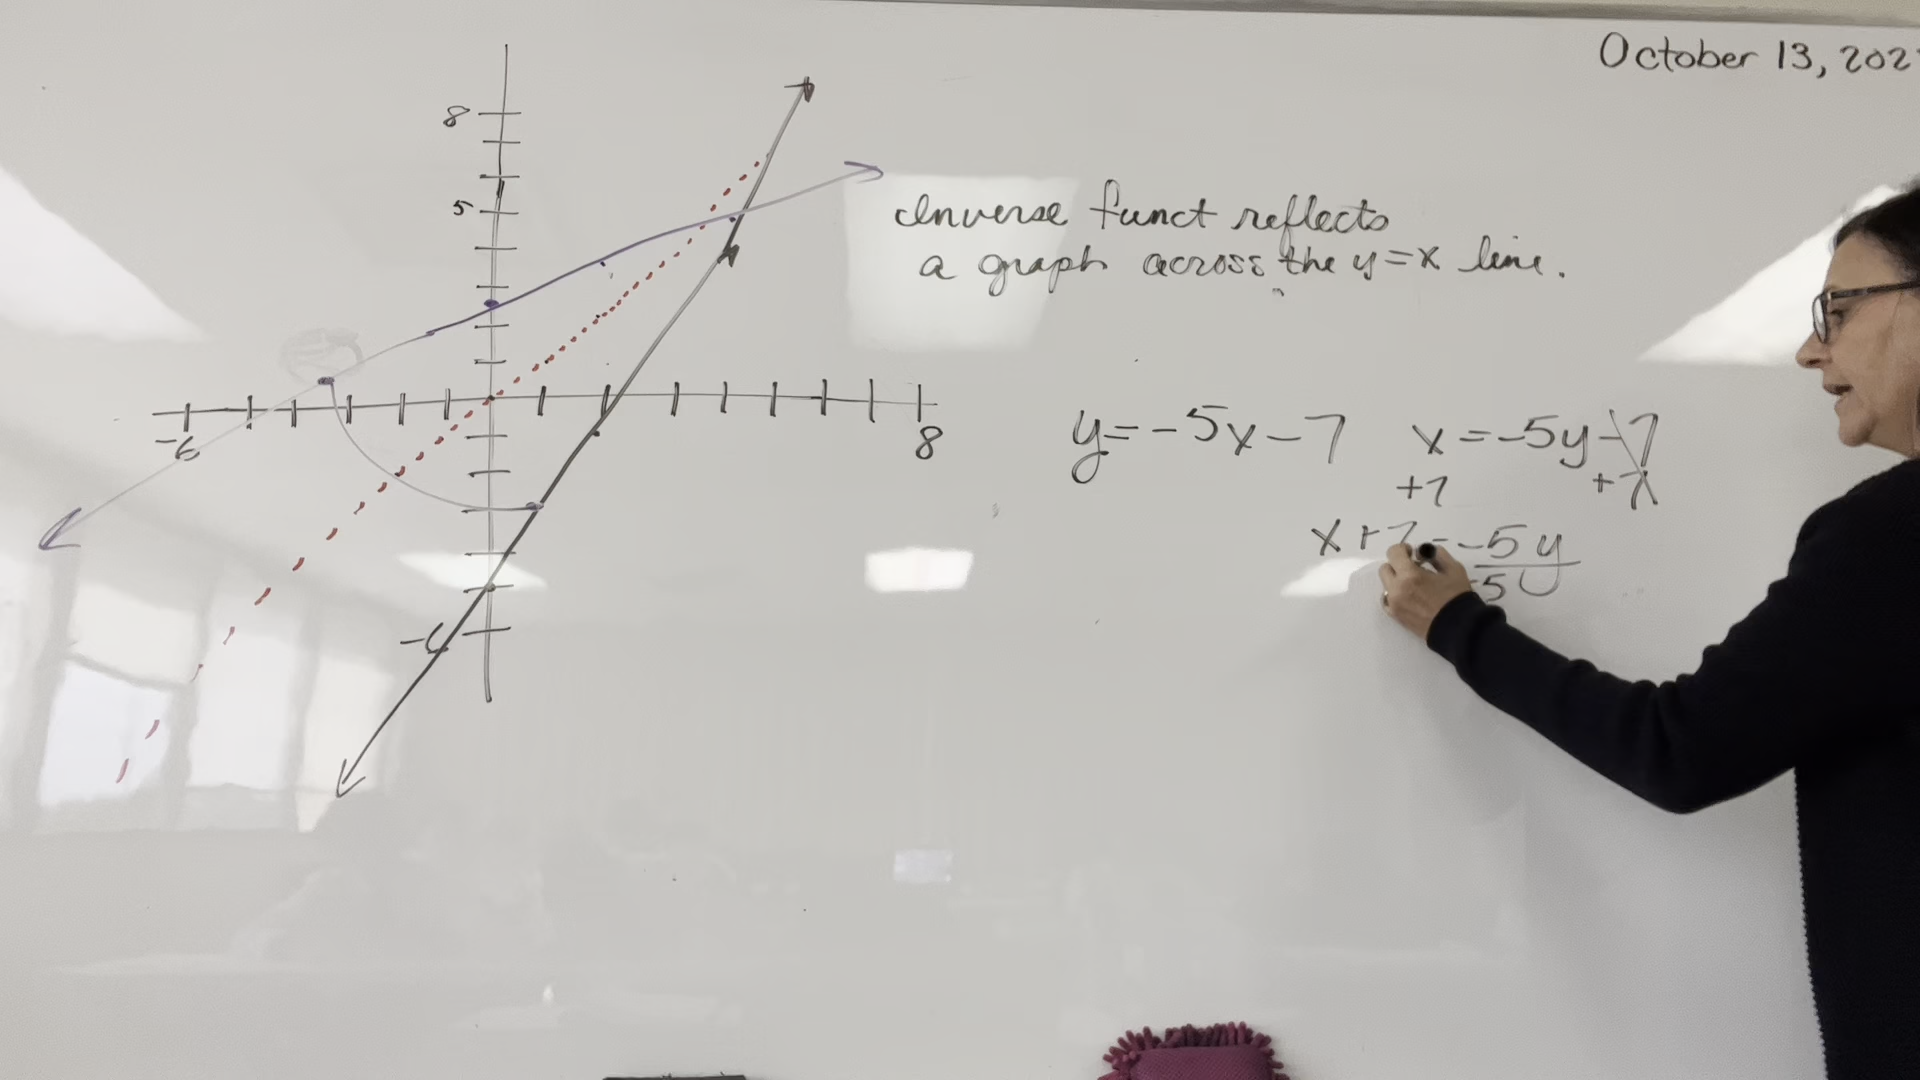 October 13, 202
8
5
-6
8
-6
Inverse funct reflects
a graph across the y=x line.
y=-5x-7
x=-5y-7
+7 +7
x+7=-5y
-5